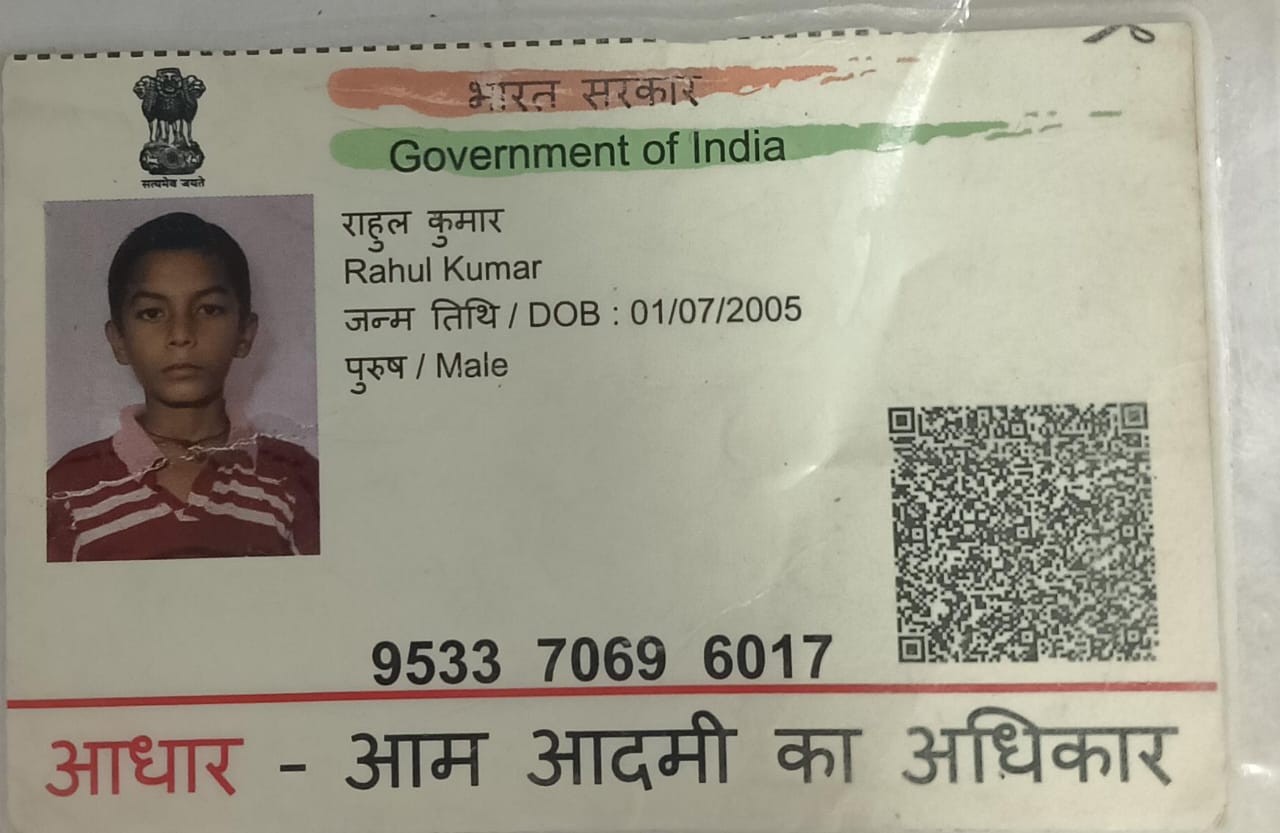 भारत सरकार
Government of India
सत्यमेव जयते
राहुल कुमार
Rahul Kumar
जन्म तिथि / DOB : 01/07/2005
पुरुष / Male
9533 7069 6017
आधार - आम आदमी का अधिकार